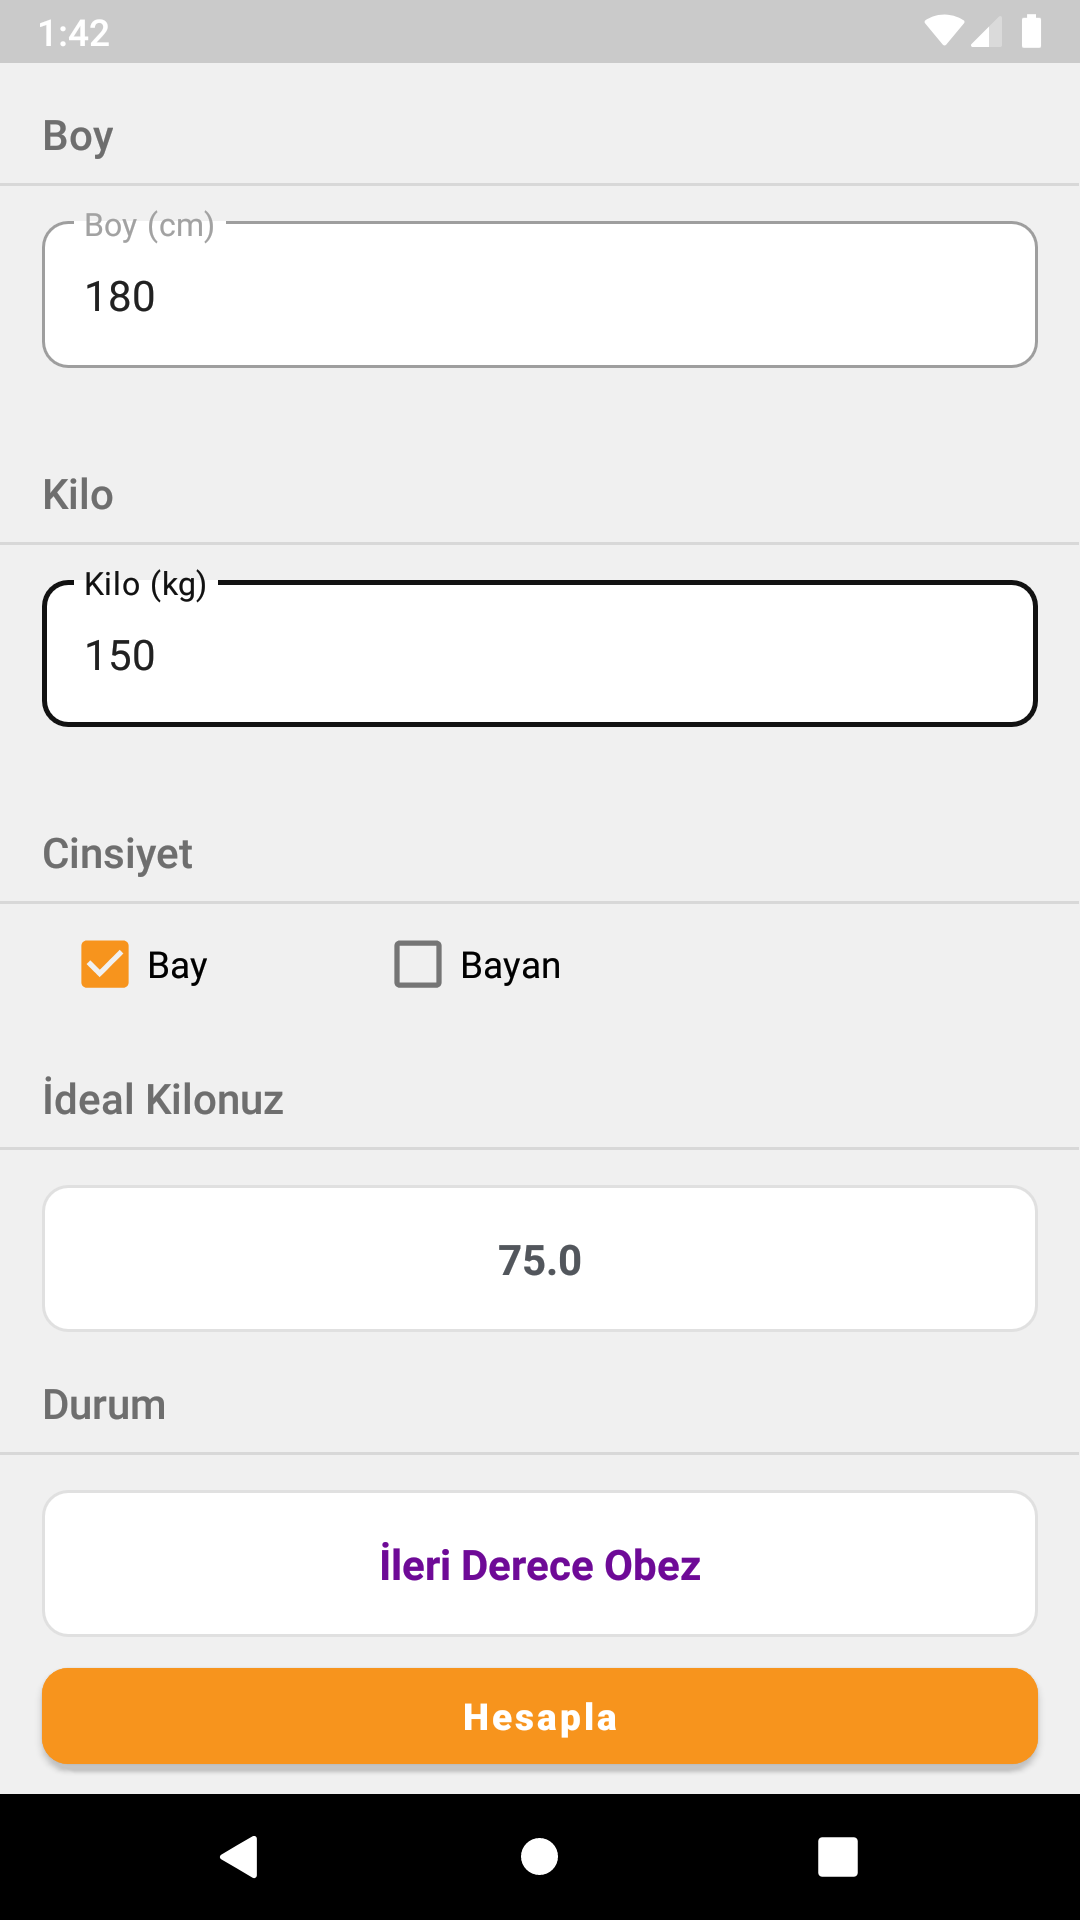 1:42
Boy
Boy (cm)
180
Kilo
Kilo (kg)
150
Cinsiyet
Bay
Bayan
İdeal Kilonuz
75.0
Durum
İleri Derece Obez
Hesapla